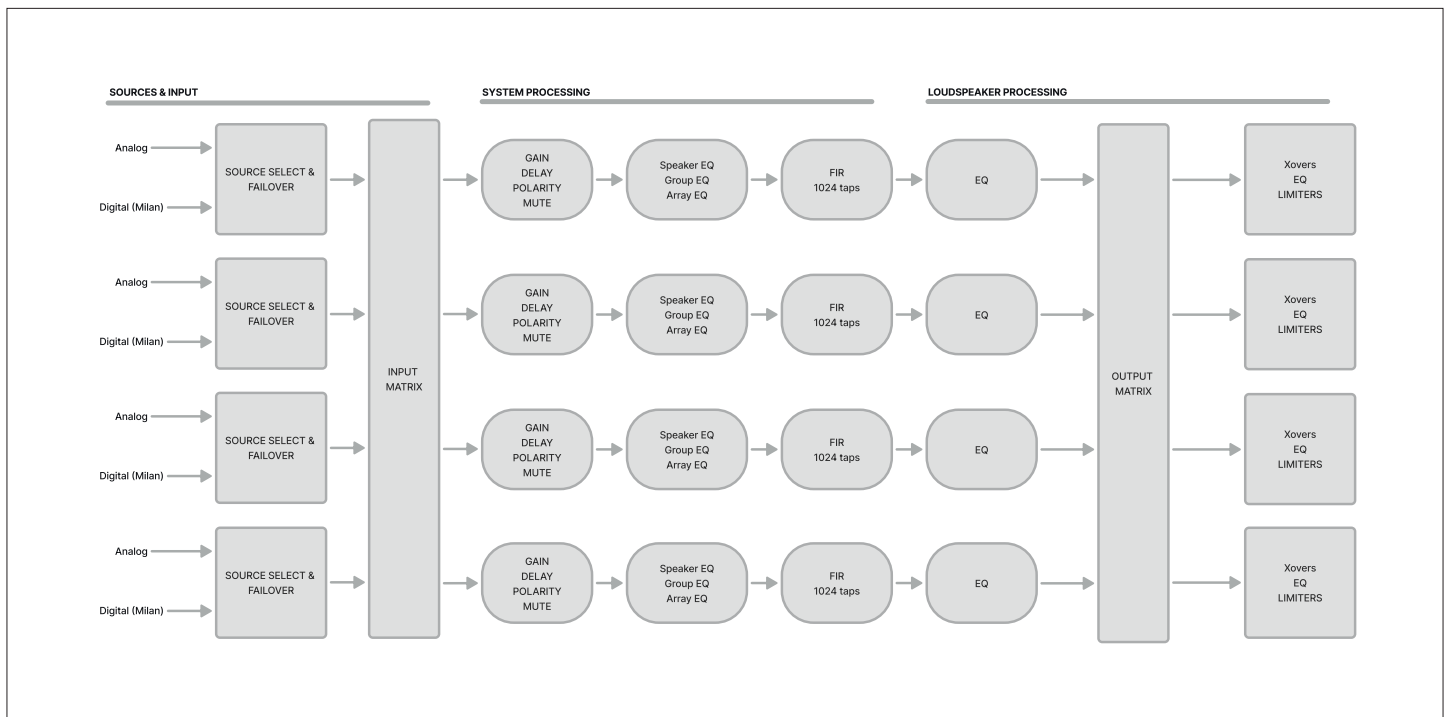 SOURCES & INPUT
SYSTEM PROCESSING
LOUDSPEAKER PROCESSING
Analog
Digital (Milan)
SOURCE SELECT &
FAILOVER
GAIN
DELAY
POLARITY
MUTE
Speaker EQ
Group EQ
Array EQ
FIR
1024 taps
EQ
Xovers
EQ
LIMITERS
Analog
Digital (Milan)
SOURCE SELECT &
FAILOVER
GAIN
DELAY
POLARITY
MUTE
Speaker EQ
Group EQ
Array EQ
FIR
1024 taps
EQ
Xovers
EQ
LIMITERS
INPUT
MATRIX
OUTPUT
MATRIX
Analog
Digital (Milan)
SOURCE SELECT &
FAILOVER
GAIN
DELAY
POLARITY
MUTE
Speaker EQ
Group EQ
Array EQ
FIR
1024 taps
EQ
Xovers
EQ
LIMITERS
Analog
Digital (Milan)
SOURCE SELECT &
FAILOVER
GAIN
DELAY
POLARITY
MUTE
Speaker EQ
Group EQ
Array EQ
FIR
1024 taps
EQ
Xovers
EQ
LIMITERS